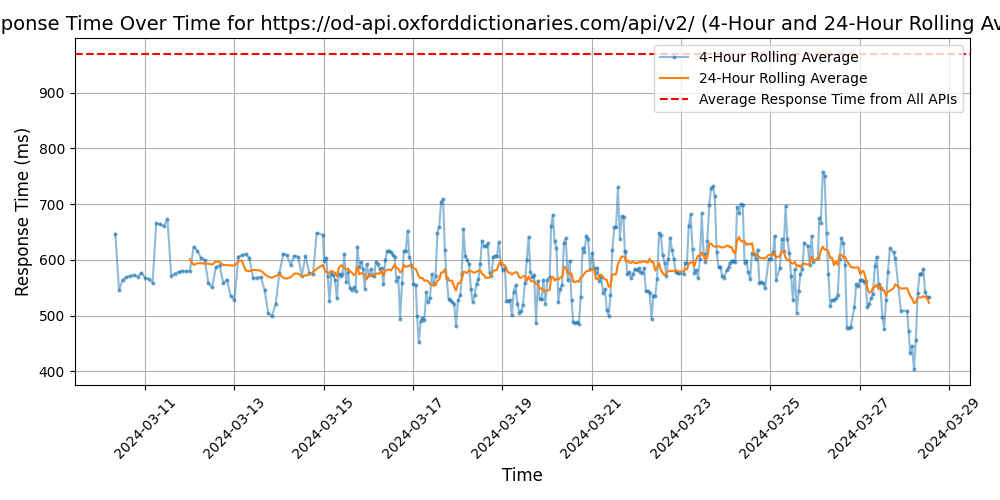 ponse Time Over Time for https://od-api.oxforddictionaries.com/api/v2/ (4-Hour and 24-Hour Rolling Av
4-Hour Rolling Average
24-Hour Rolling Average
Average Response Time from All APIs
Response Time (ms)
900
800
700
600
500
400
2024-03-11
2024-03-13
2024-03-15
2024-03-17
2024-03-19
2024-03-21
2024-03-23
2024-03-25
2024-03-27
2024-03-29
Time